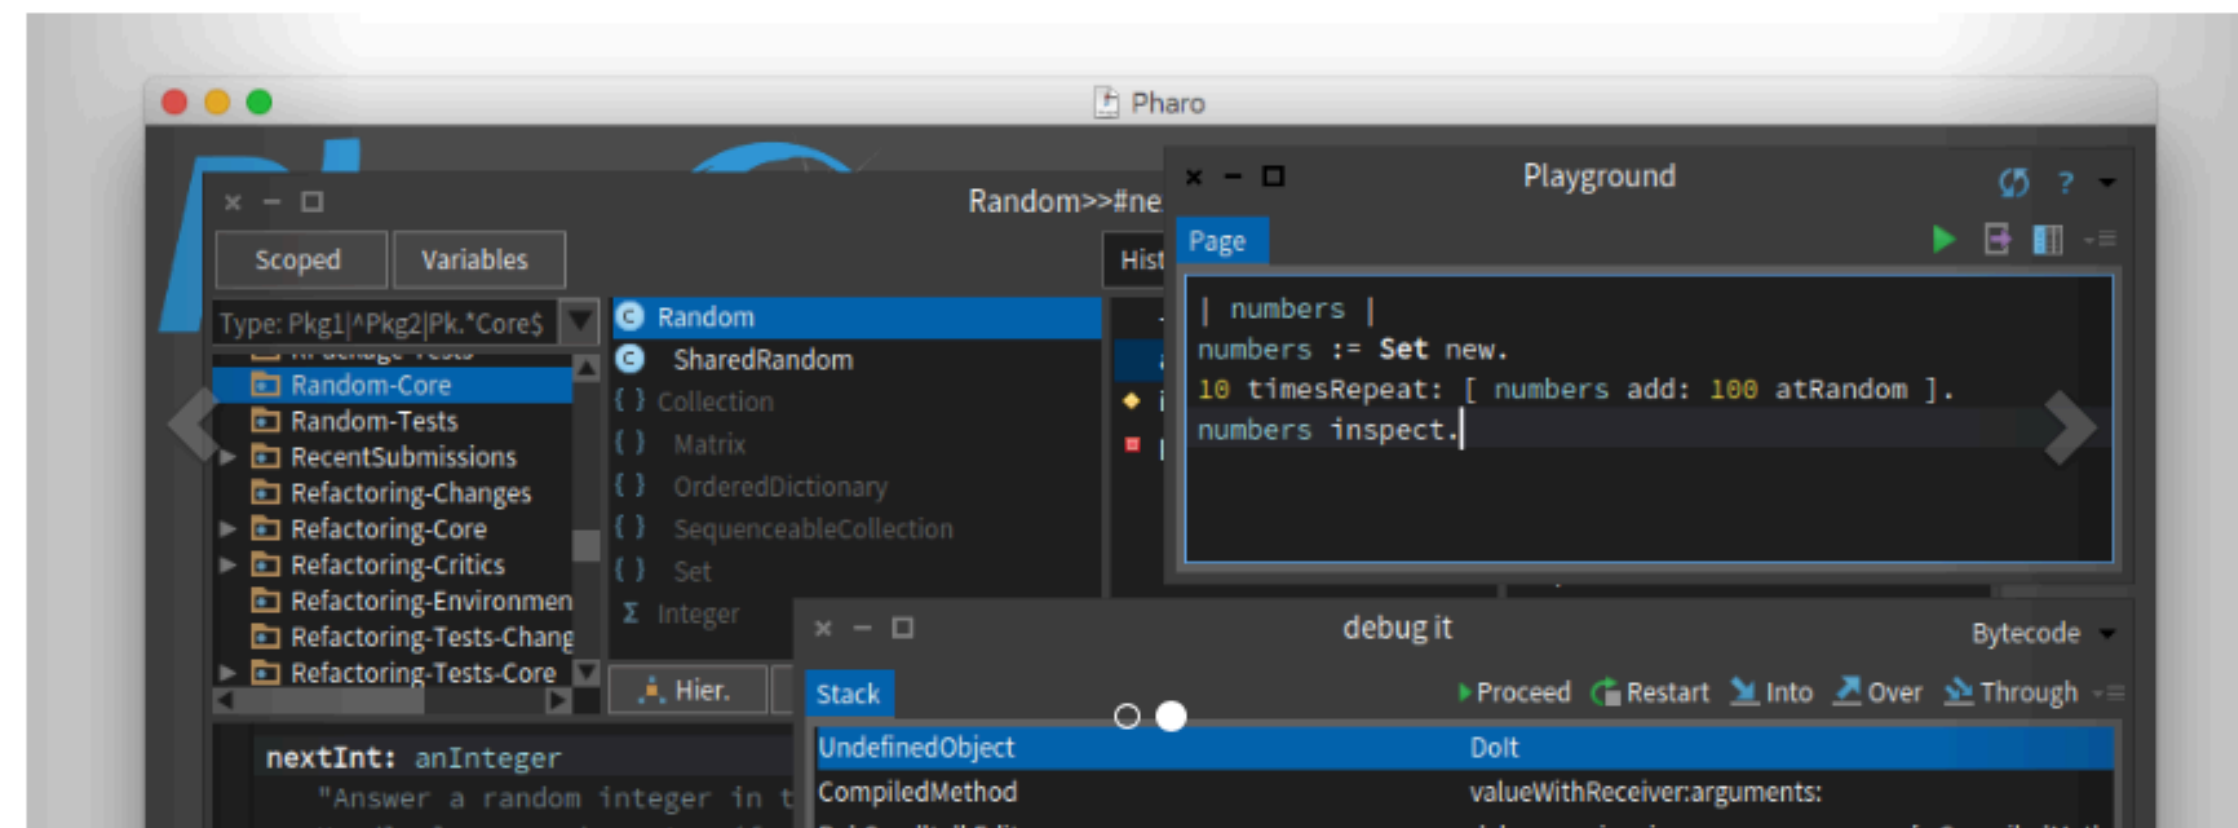 Pharo
Random>>#ne
Scoped
Variables
Hist
Type: Pkg1|^Pkg2|Pk.*Core$
Random-Core
Random-Tests
RecentSubmissions
Refactoring-Changes
Refactoring-Core
Refactoring-Critics
Refactoring-Environmen
Refactoring-Tests-Chang
Refactoring-Tests-Core
Random
SharedRandom
Collection
Matrix
OrderedDictionary
SequenceableCollection
Set
Integer
Hier.
nextInt: anInteger
"Answer a random integer in t
Playground
?
Page
| numbers |
numbers := Set new.
10 timesRepeat: [ numbers add: 100 atRandom ].
numbers inspect.
debug it
Bytecode
Stack
Proceed
Restart
Into
Over
Through
UndefinedObject
DoIt
CompiledMethod
valueWithReceiver:arguments: